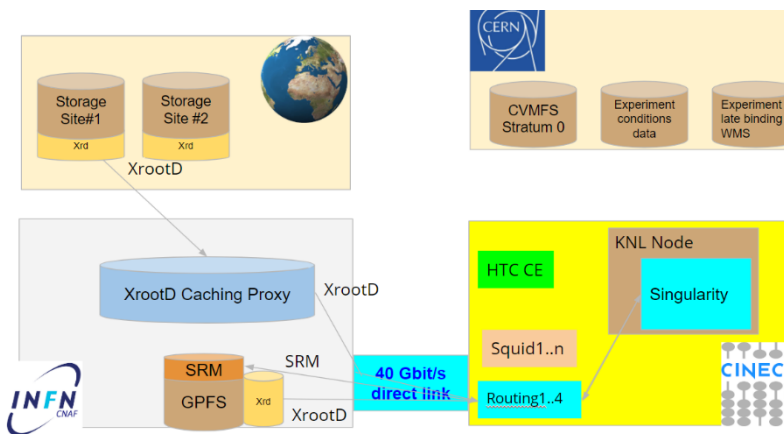 CERN
Storage
Site#1
Xrd
Storage
Site #2
Xrd
CVMFS
Stratum 0
Experiment
conditions
data
Experiment
late binding
WMS
XrootD
XrootD Caching Proxy
XrootD
SRM
SRM
GPFS
Xrd
XrootD
INFN
CNAF
40 Gbit/s
direct link
HTC CE
KNL Node
Singularity
Squid1..n
Routing1..4
CINEC